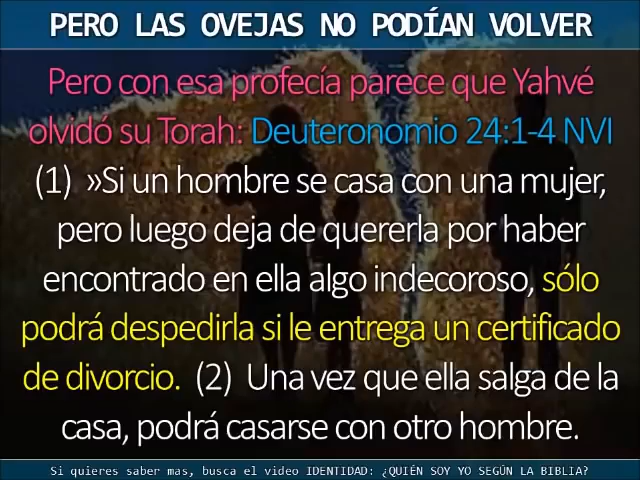 PERO LAS OVEJAS NO PODÍAN VOLVER
Pero con esa profecía parece que Yahvé
olvidó su Torah: Deuteronomio 24:1-4 NVI
(1) »Si un hombre se casa con una mujer,
pero luego deja de quererla por haber
encontrado en ella algo indecoroso, sólo
podrá despedirla si le entrega un certificado
de divorcio. (2) Una vez que ella salga de la
casa, podrá casarse con otro hombre.
Si quieres saber mas, busca el video IDENTIDAD: ¿QUIÉN SOY YO SEGÚN LA BIBLIA?